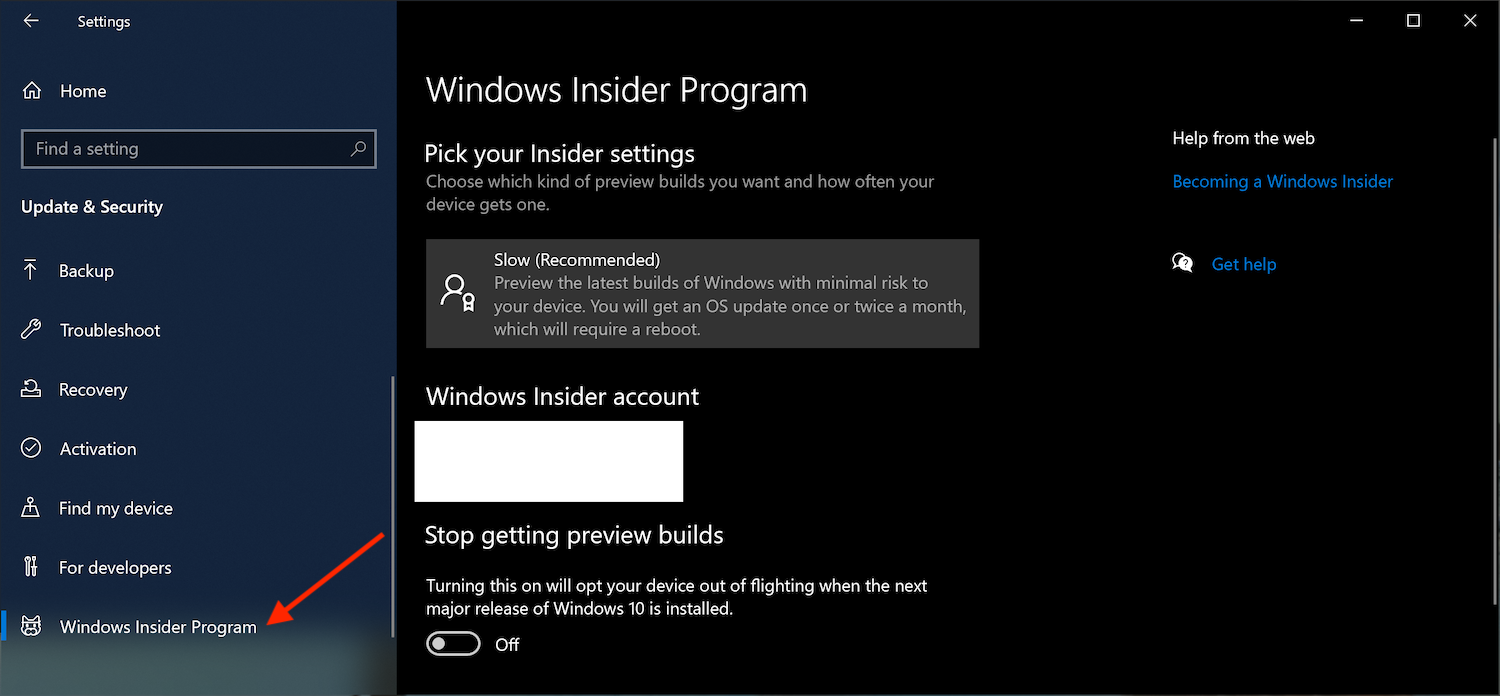 Settings
Home
Find a setting
Update & Security
Backup
Troubleshoot
Recovery
Activation
Find my device
For developers
Windows Insider Program
Windows Insider Program
Pick your Insider settings
Choose which kind of preview builds you want and how often your
device gets one.
Slow (Recommended)
Preview the latest builds of Windows with minimal risk to
your device. You will get an OS update once or twice a month,
which will require a reboot.
Windows Insider account
Stop getting preview builds
Turning this on will opt your device out of flighting when the next
major release of Windows 10 is installed.
Off
Help from the web
Becoming a Windows Insider
Get help